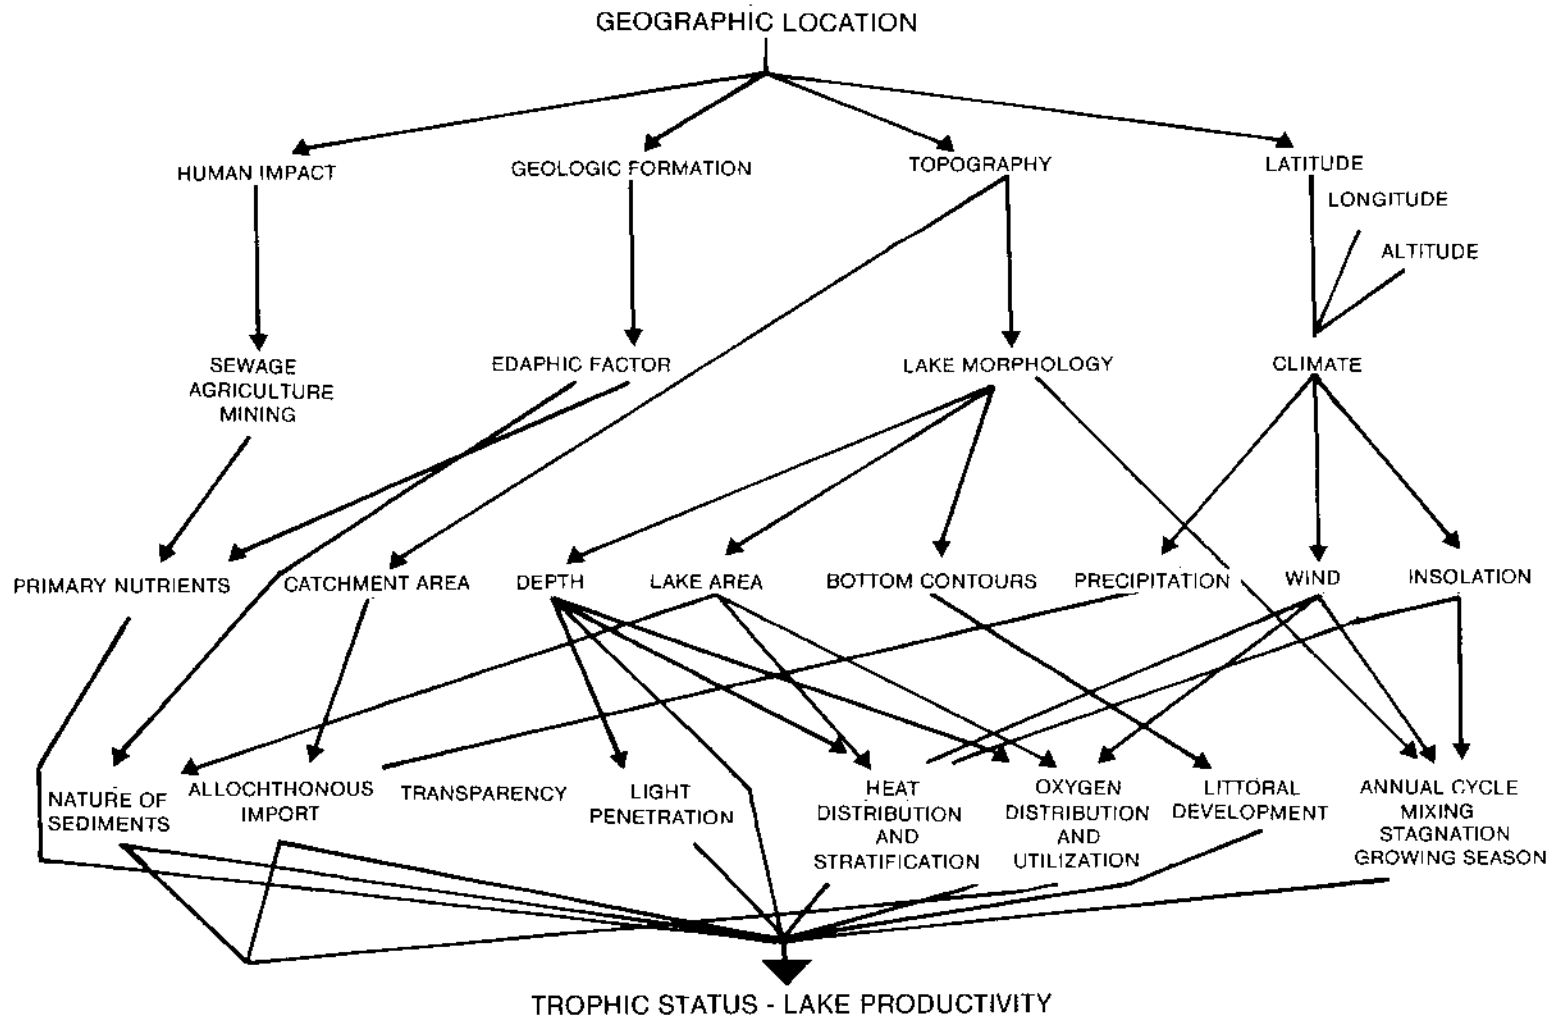 GEOGRAPHIC LOCATION
HUMAN IMPACT
GEOLOGIC FORMATION
TOPOGRAPHY
LATITUDE
LONGITUDE
ALTITUDE
SEWAGE
AGRICULTURE
MINING
EDAPHIC FACTOR
LAKE MORPHOLOGY
CLIMATE
PRIMARY NUTRIENTS
CATCHMENT AREA
DEPTH
LAKE AREA
BOTTOM CONTOURS
PRECIPITATION
WIND
INSOLATION
NATURE OF
SEDIMENTS
ALLOCHTHONOUS
IMPORT
TRANSPARENCY
LIGHT
PENETRATION
HEAT
DISTRIBUTION
AND
STRATIFICATION
OXYGEN
DISTRIBUTION
AND
UTILIZATION
LITTORAL
DEVELOPMENT
ANNUAL CYCLE
MIXING
STAGNATION
GROWING SEASON
TROPHIC STATUS - LAKE PRODUCTIVITY